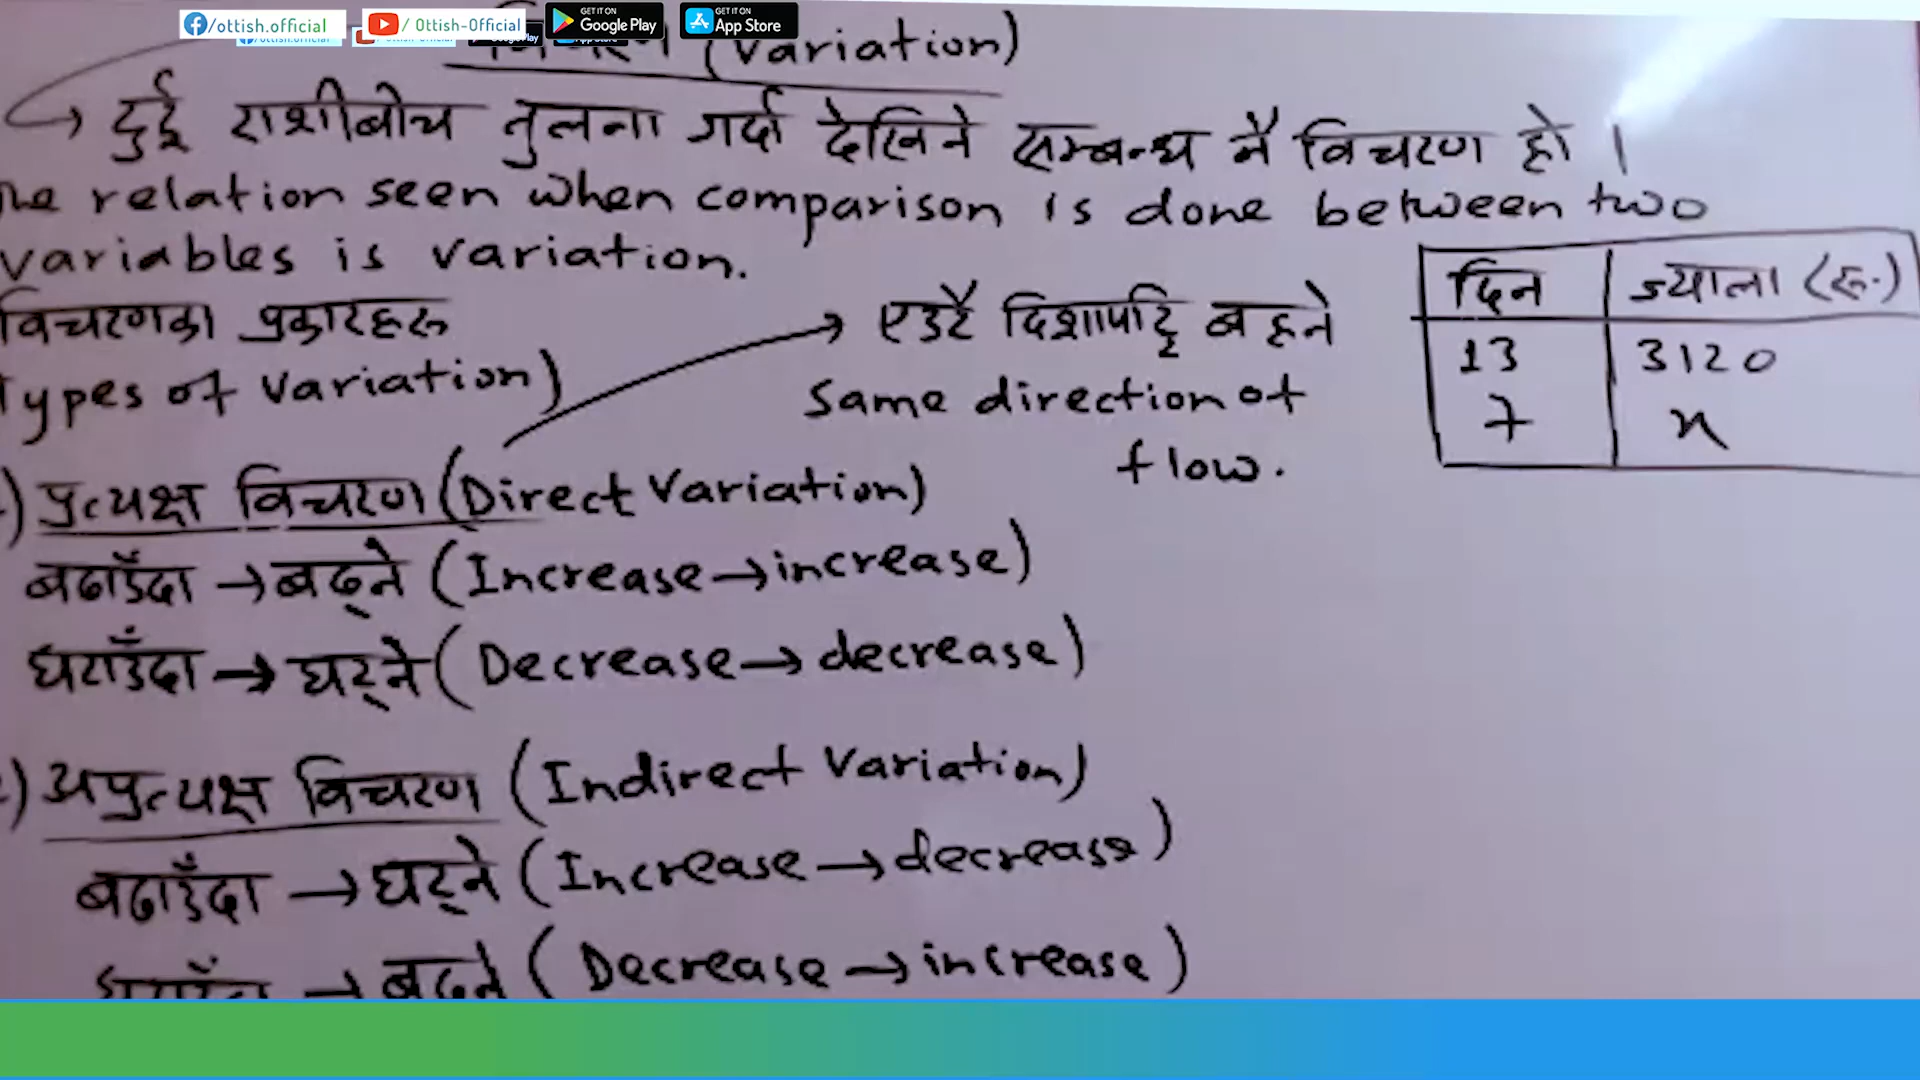 /ottish.official / Ottish-Official GET IT ON Google Play GET IT ON App Store
(Variation)
→ दुई राशीबीच तुलना गर्दा देखिने सम्बन्ध नै विचरण हो ।
he relation seen when comparison is done between two
variables is variation.
विचरणका प्रकारहरू
Types of Variation)
→ एउटै दिशापट्टि बहने
Same direction of
flow.
दिन ज्याला (रू.)
13 3120
7 x
) प्रत्यक्ष विचरण (Direct Variation)
बढाउँदा → बढ्ने (Increase → increase)
घटाउँदा → घट्ने (Decrease → decrease)
) अप्रत्यक्ष विचरण (Indirect Variation)
बढाउँदा → घट्ने (Increase → decrease)
→ बढ्ने (Decrease → increase)